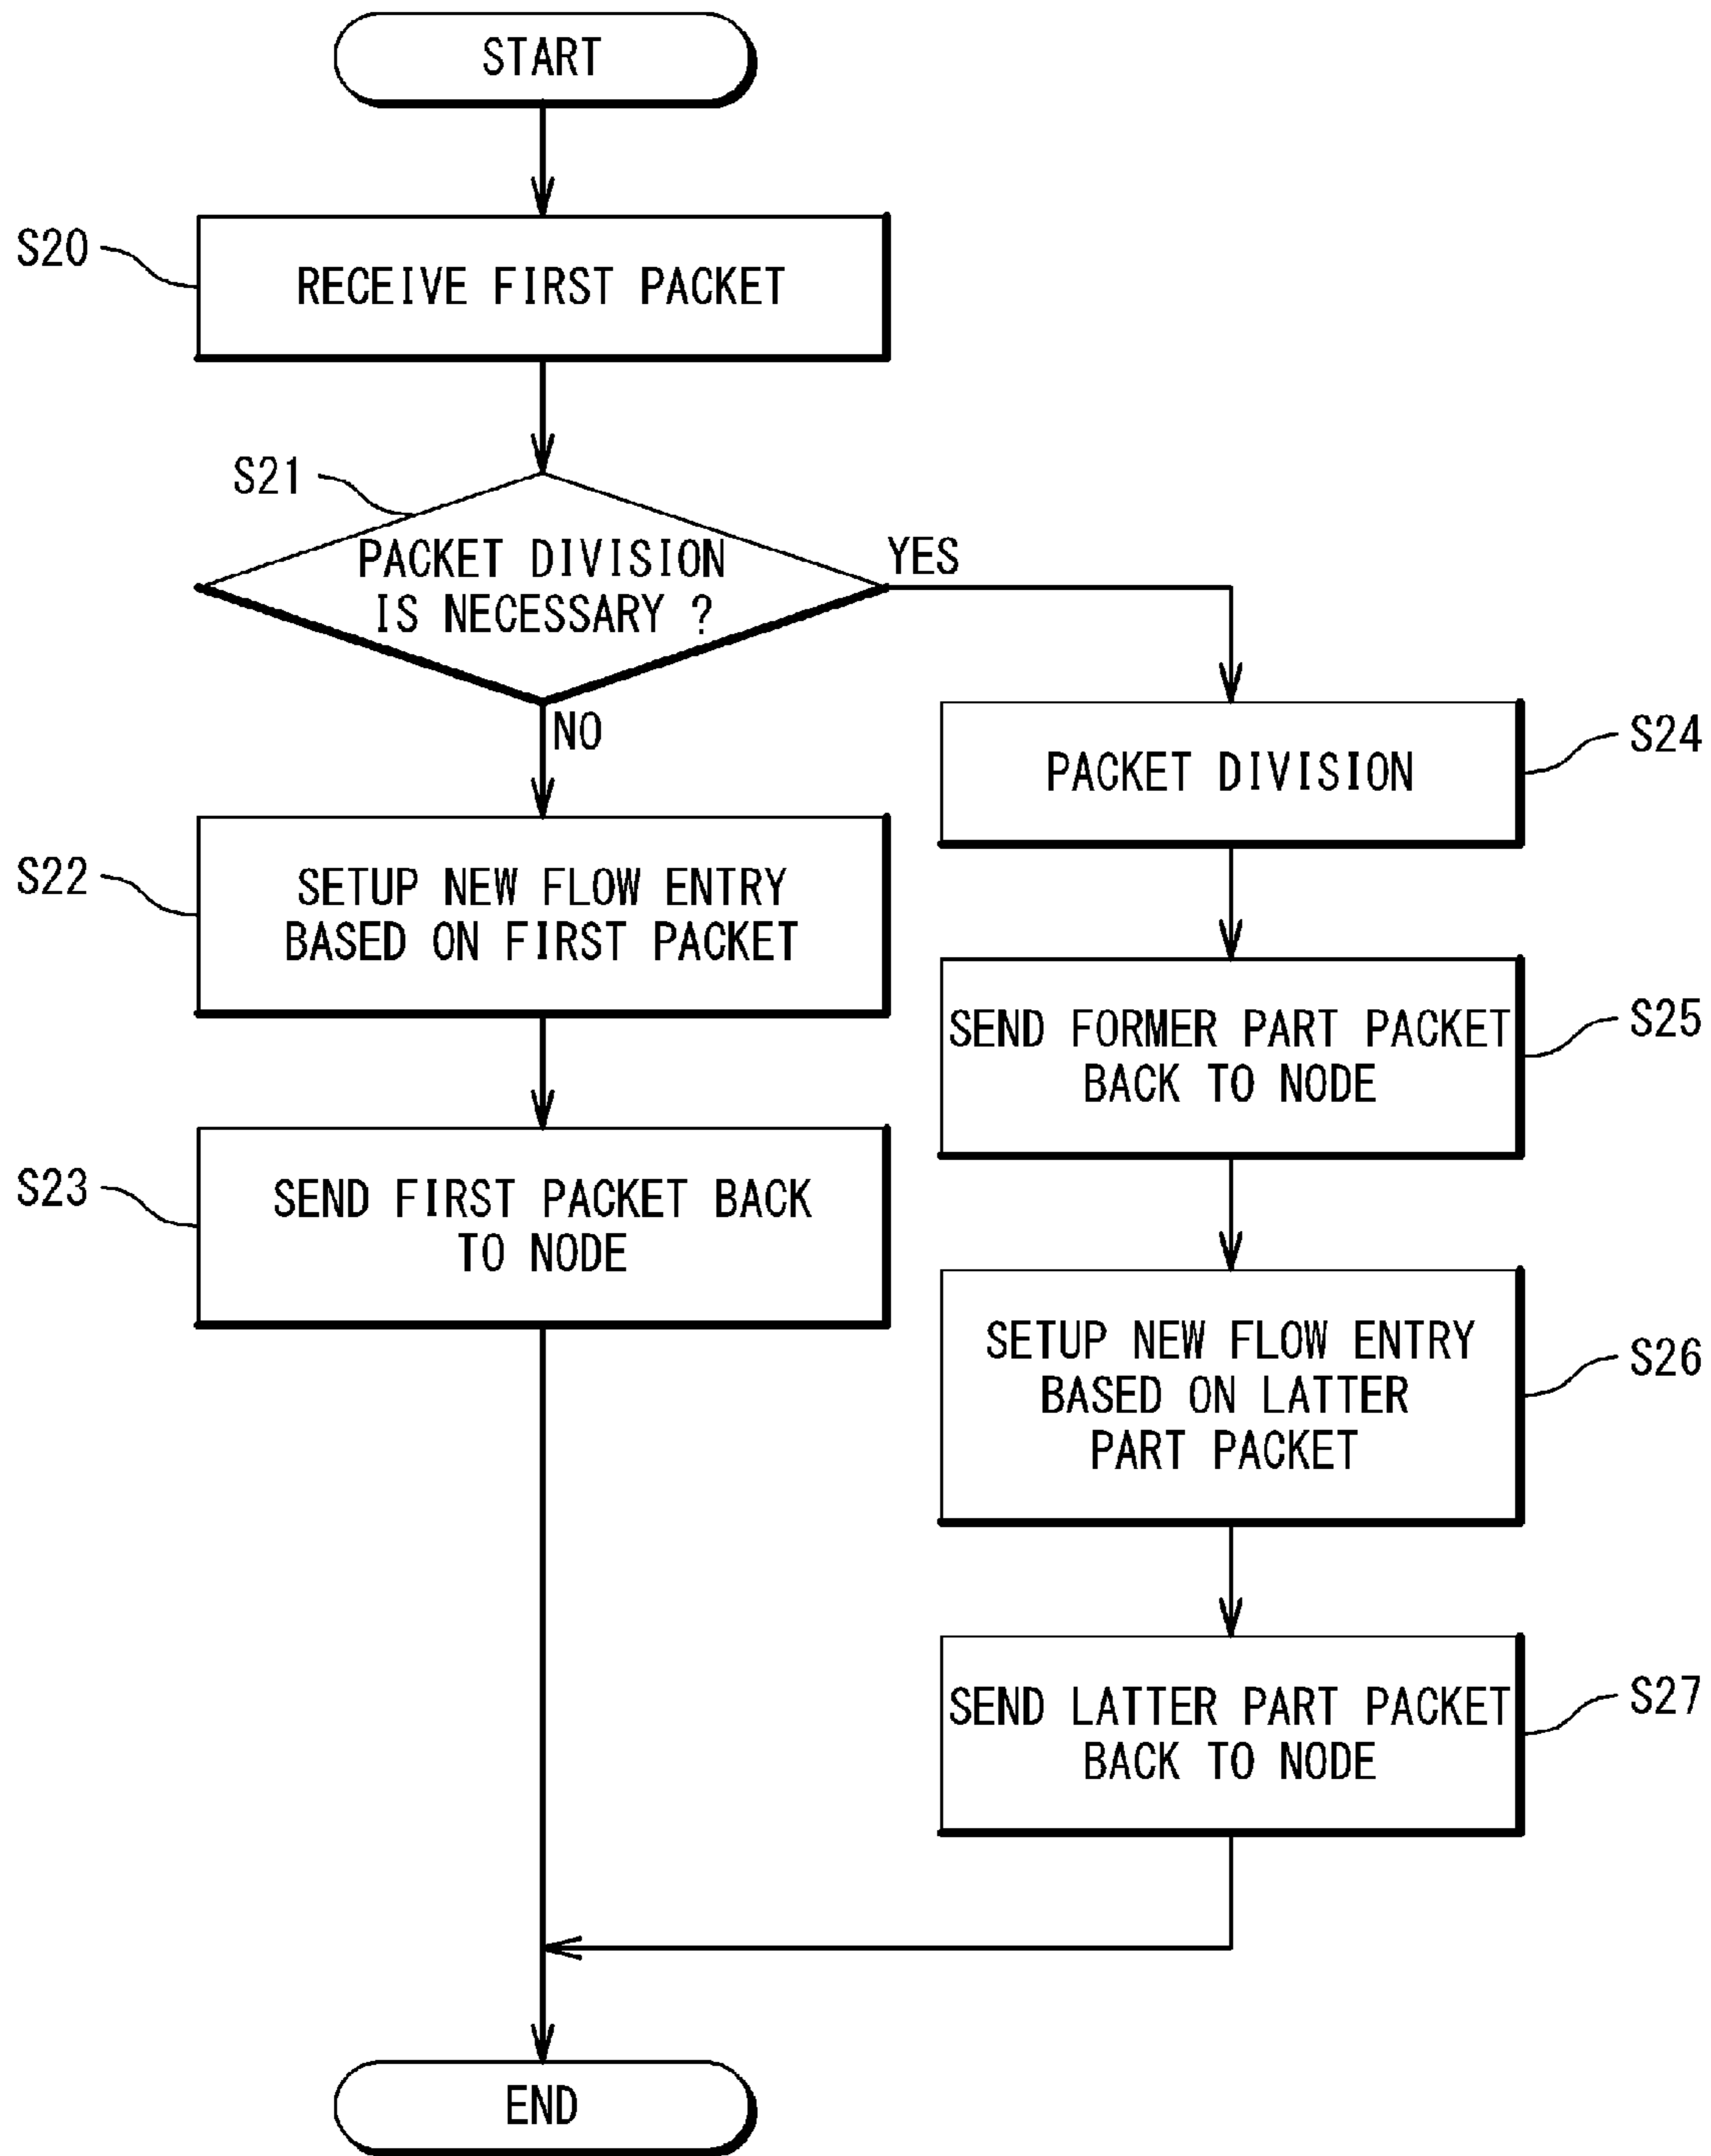 START
S20
RECEIVE FIRST PACKET
S21
PACKET DIVISION
IS NECESSARY ?
YES
NO
S22
SETUP NEW FLOW ENTRY
BASED ON FIRST PACKET
S23
SEND FIRST PACKET BACK
TO NODE
S24
PACKET DIVISION
S25
SEND FORMER PART PACKET
BACK TO NODE
S26
SETUP NEW FLOW ENTRY
BASED ON LATTER
PART PACKET
S27
SEND LATTER PART PACKET
BACK TO NODE
END